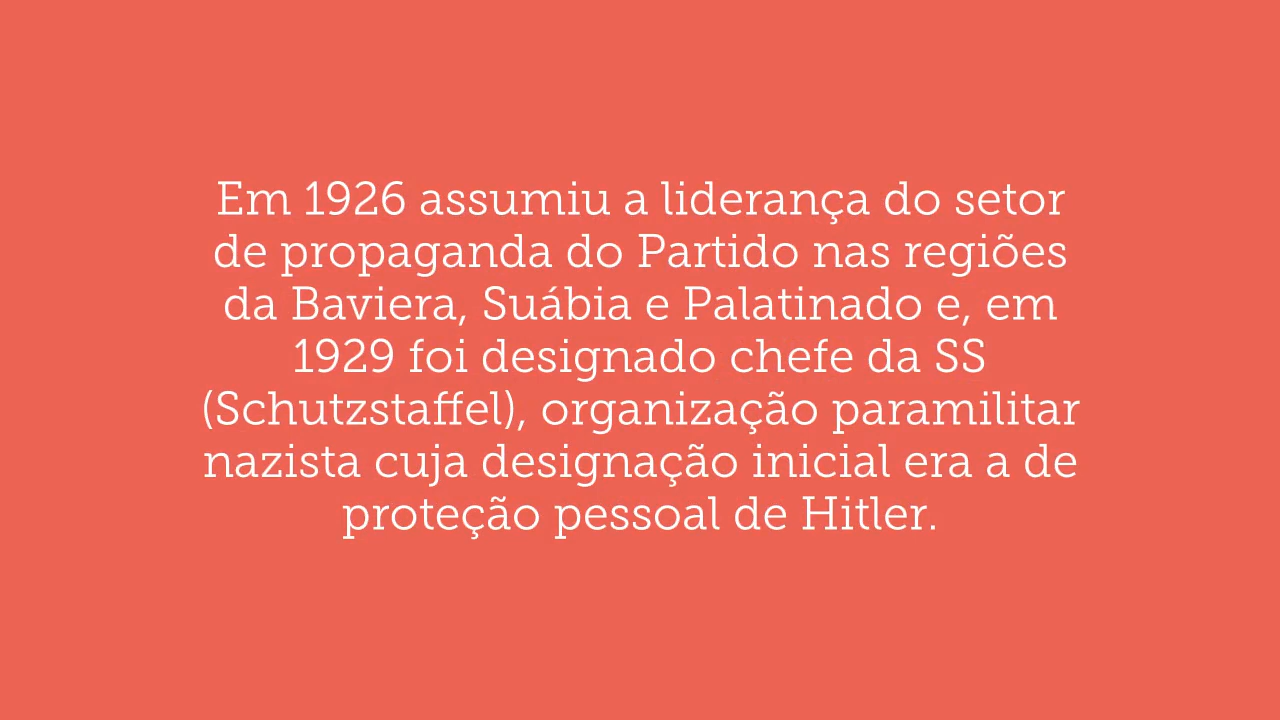 Em 1926 assumiu a liderança do setor
de propaganda do Partido nas regiões
da Baviera, Suábia e Palatinado e, em
1929 foi designado chefe da SS
(Schutzstaffel), organização paramilitar
nazista cuja designação inicial era a de
proteção pessoal de Hitler.